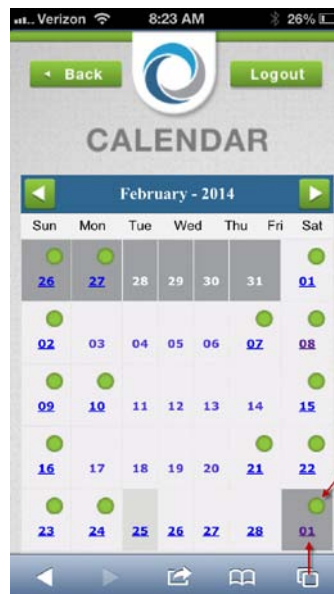 Verizon 8:23 AM 26%
Back Logout
CALENDAR
February - 2014
Sun Mon Tue Wed Thu Fri Sat
26 27 28 29 30 31 01
02 03 04 05 06 07 08
09 10 11 12 13 14 15
16 17 18 19 20 21 22
23 24 25 26 27 28 01